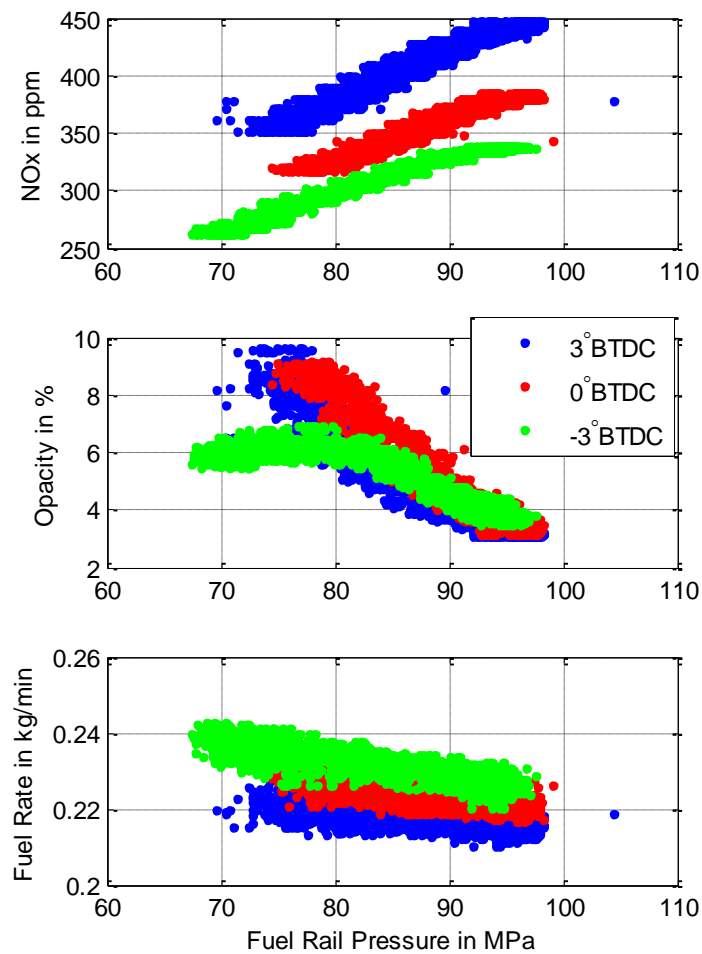 450
400
350
300
250
NOx in ppm
60 70 80 90 100 110
10
8
6
4
2
Opacity in %
3°BTDC
0°BTDC
-3°BTDC
60 70 80 90 100 110
0.26
0.24
0.22
0.2
Fuel Rate in kg/min
60 70 80 90 100 110
Fuel Rail Pressure in MPa